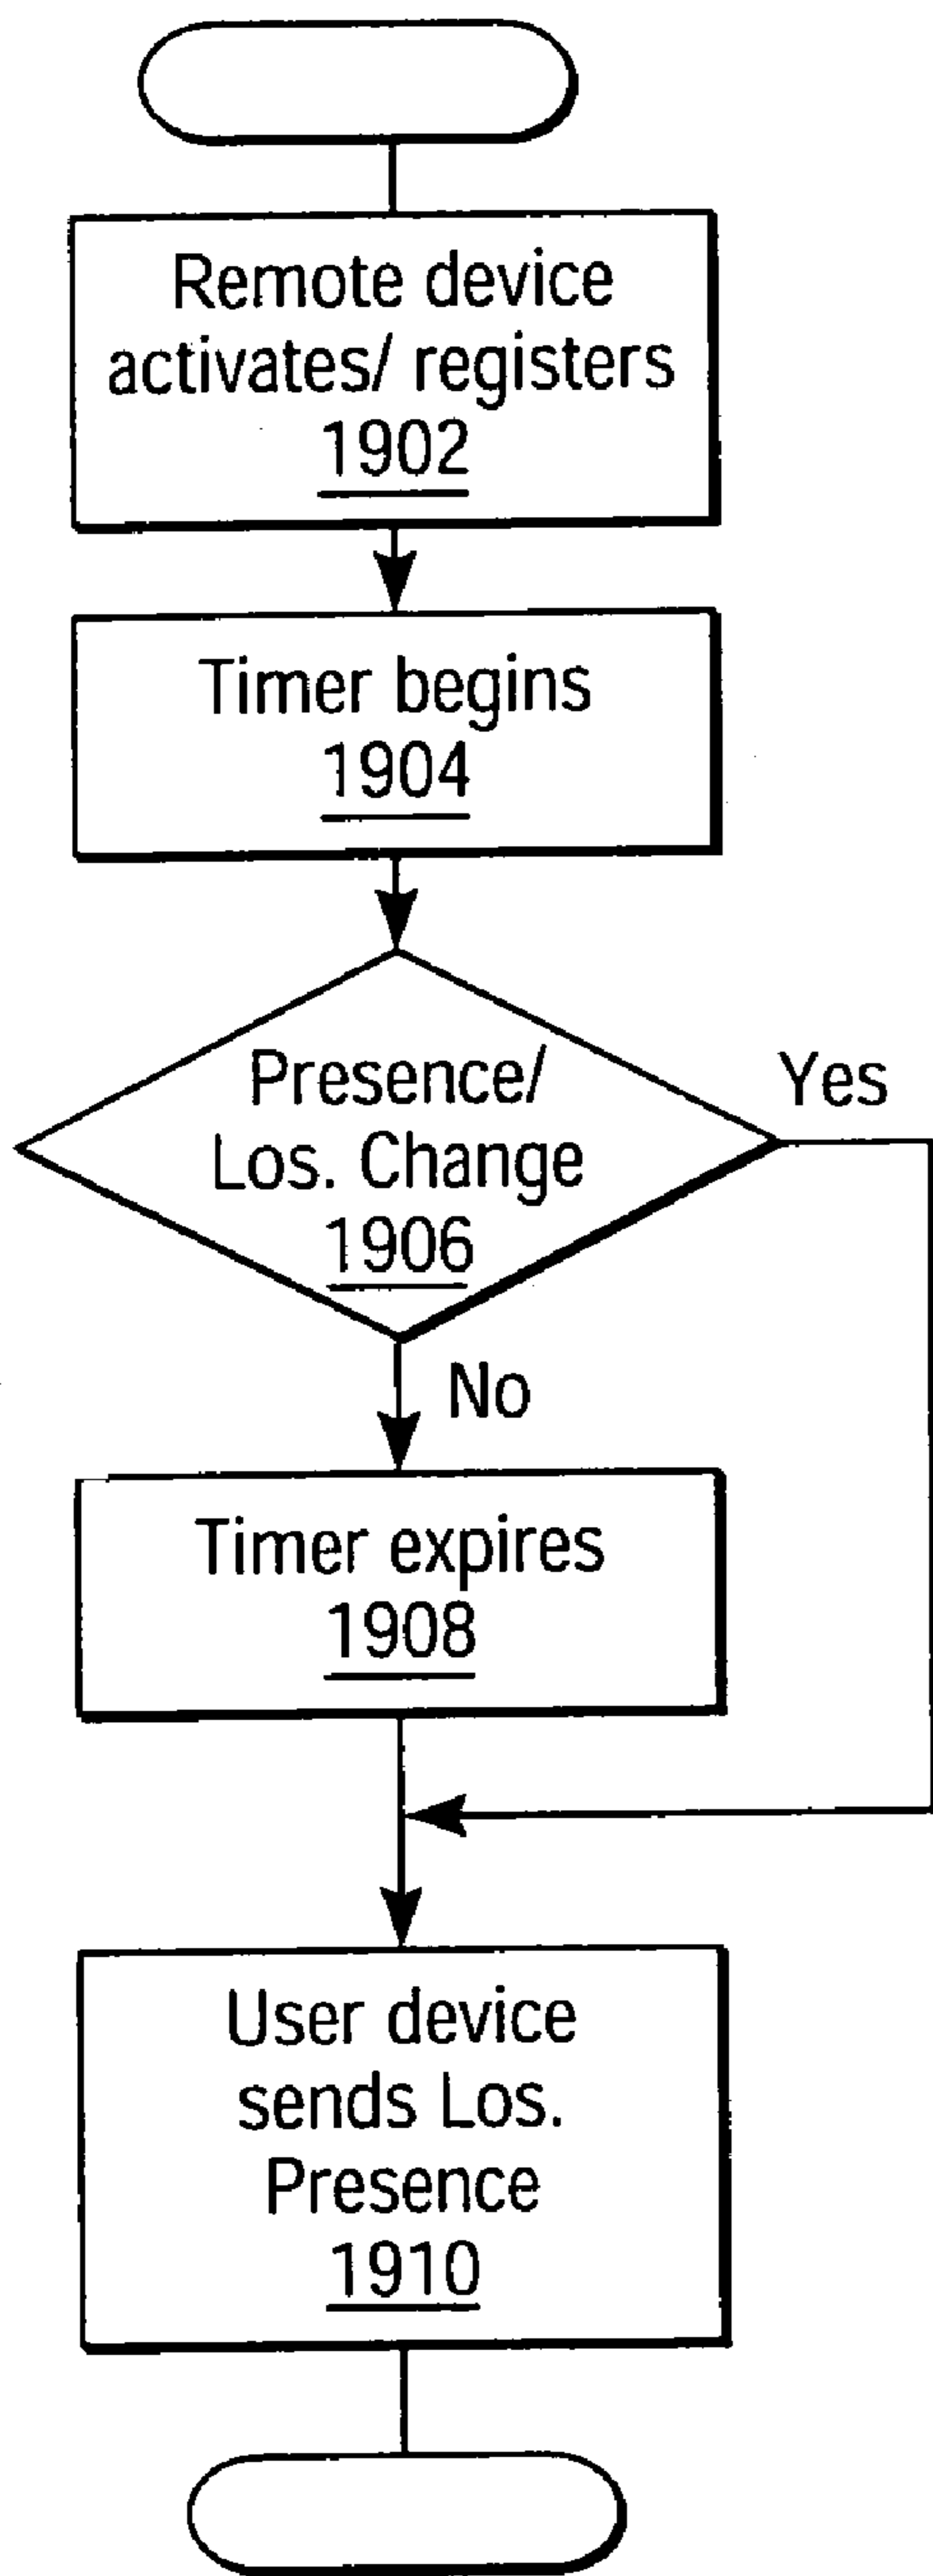 Remote device
activates/ registers
1902
Timer begins
1904
Presence/
Los. Change
1906
Yes
No
Timer expires
1908
User device
sends Los.
Presence
1910